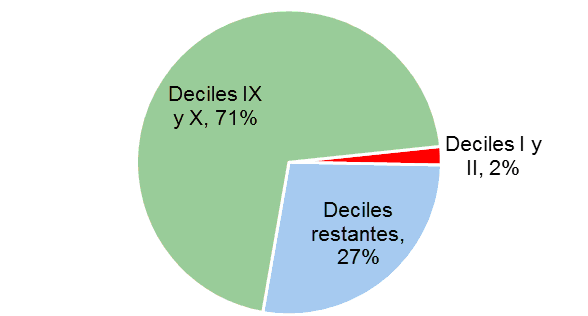 Deciles IX
y X, 71%
Deciles I y
II, 2%
Deciles
restantes,
27%